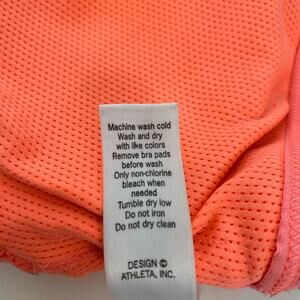 Machine wash cold
Wash and dry
with like colors
Remove bra pads
before wash
Only non-chlorine
bleach when
needed
Tumble dry low
Do not iron
Do not dry clean
DESIGN ©
ATHLETA, INC.